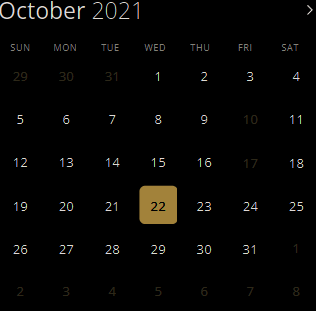 October 2021
SUN MON TUE WED THU FRI SAT
29 30 31 1 2 3 4
5 6 7 8 9 10 11
12 13 14 15 16 17 18
19 20 21 22 23 24 25
26 27 28 29 30 31 1
2 3 4 5 6 7 8